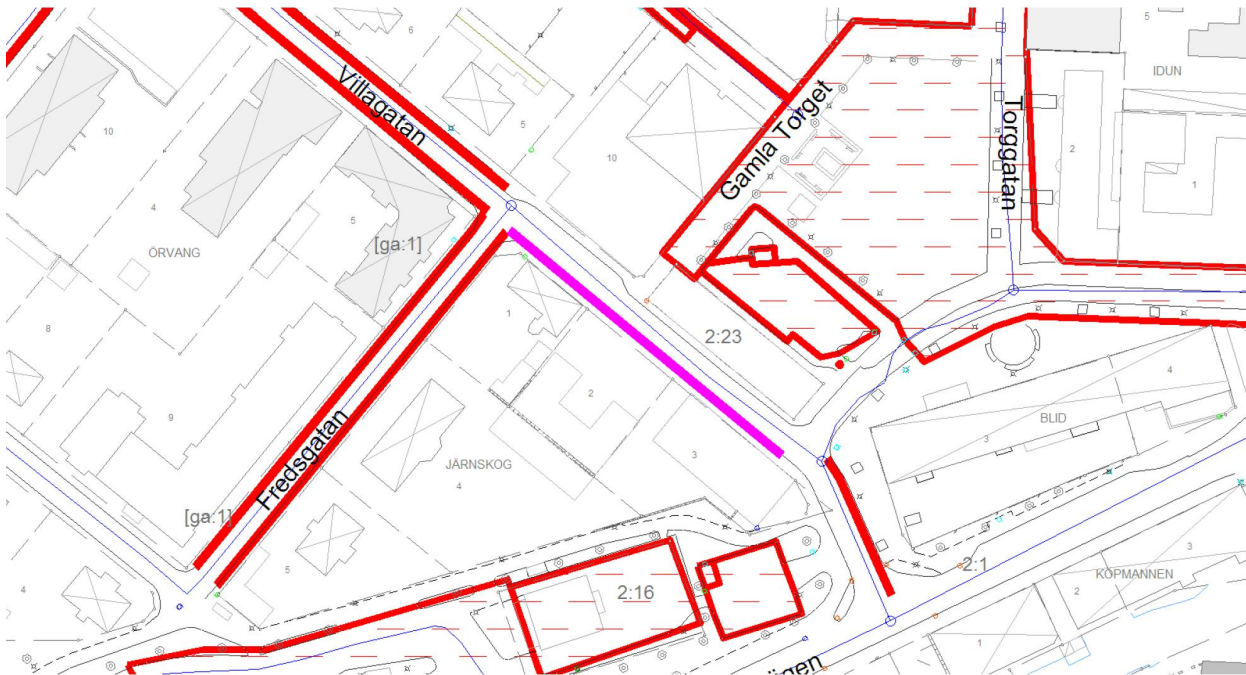 6
5
IDUN
Villagatan
10
5
10
Gamla Torget
Torggatan
2
1
4
5
[ga:1]
ÖRVANG
8
1
2:23
2
4
9
Fredsgatan
BLID
3
JÄRNSKOG
3
4
[ga:1]
3
2:1
KÖPMANNEN
5
4
2:16
2
1